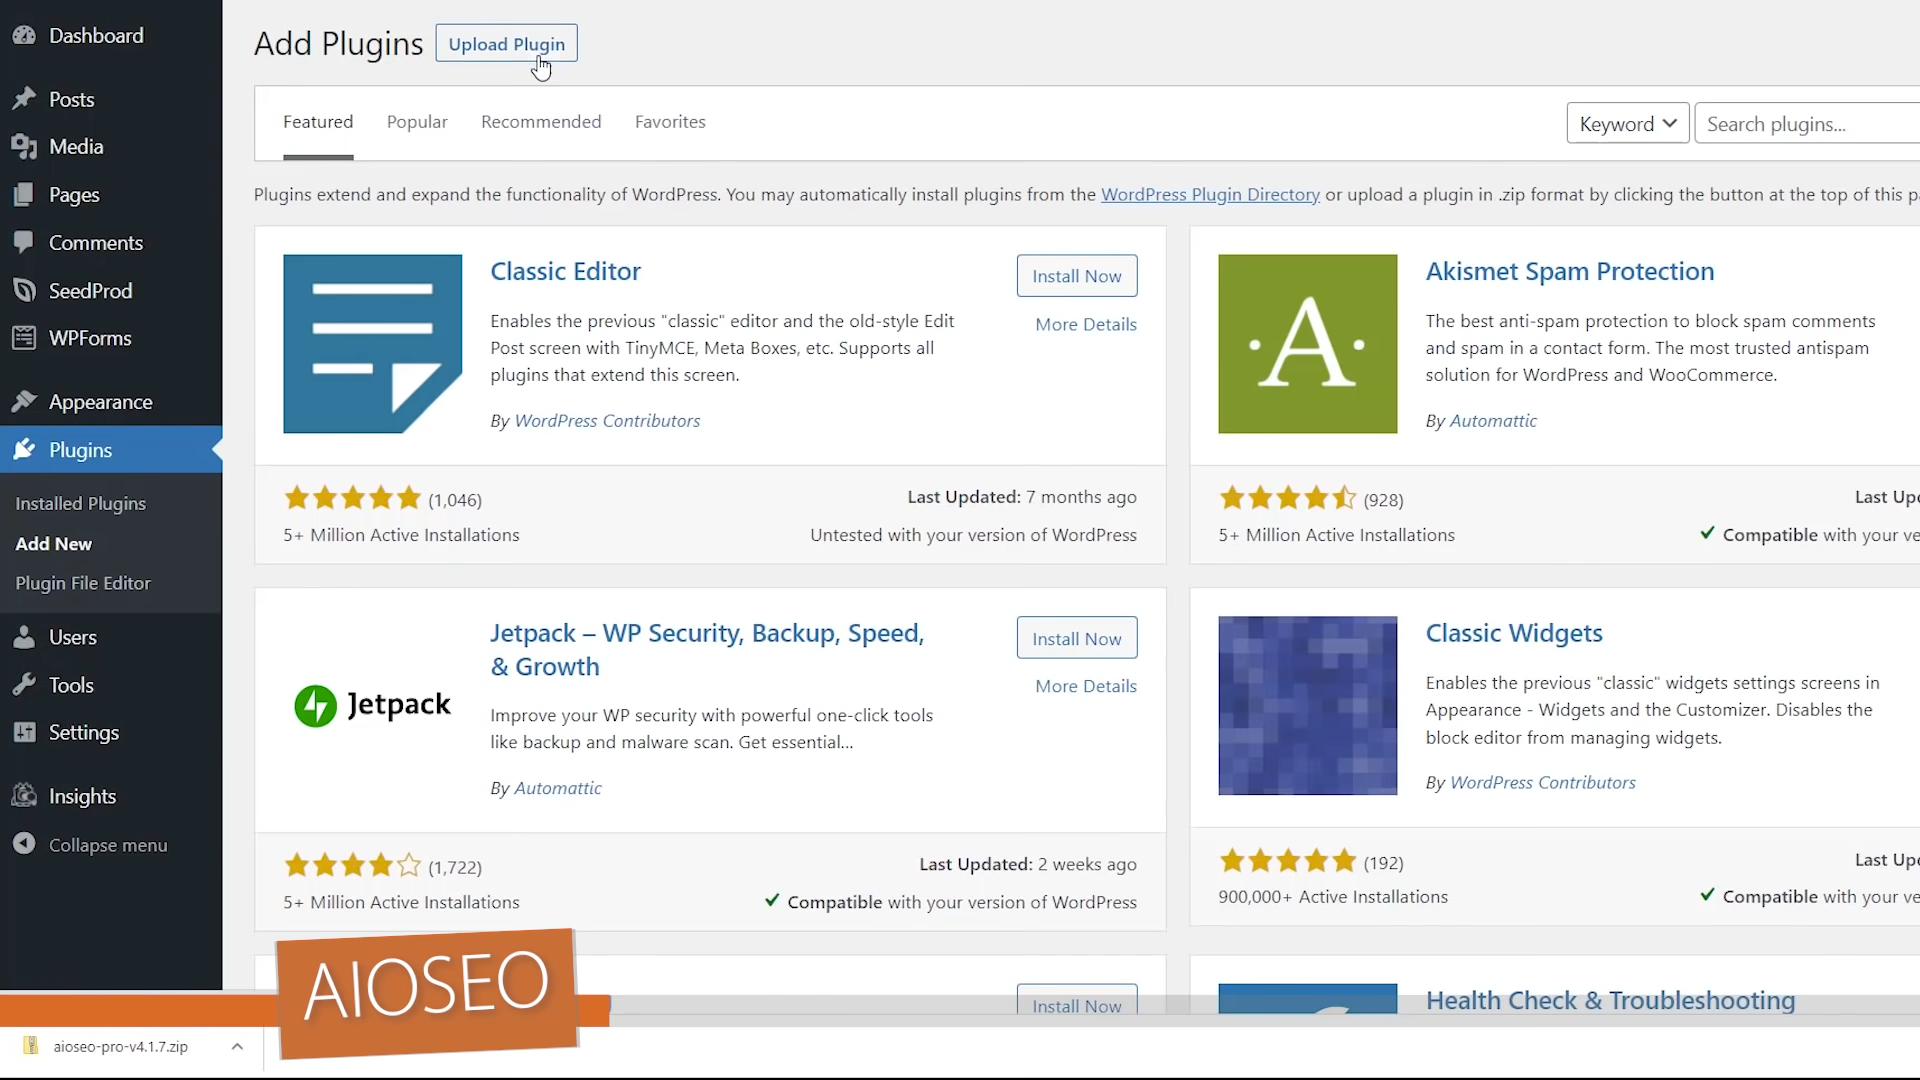 Dashboard
Posts
Media
Pages
Comments
SeedProd
WPForms
Appearance
Plugins
Installed Plugins
Add New
Plugin File Editor
Users
Tools
Settings
Insights
Collapse menu
Add Plugins
Upload Plugin
Featured
Popular
Recommended
Favorites
Keyword
Search plugins...
Plugins extend and expand the functionality of WordPress. You may automatically install plugins from the WordPress Plugin Directory or upload a plugin in .zip format by clicking the button at the top of this p
Classic Editor
Install Now
More Details
Enables the previous "classic" editor and the old-style Edit
Post screen with TinyMCE, Meta Boxes, etc. Supports all
plugins that extend this screen.
By WordPress Contributors
(1,046)
Last Updated: 7 months ago
5+ Million Active Installations
Untested with your version of WordPress
Akismet Spam Protection
The best anti-spam protection to block spam comments
and spam in a contact form. The most trusted antispam
solution for WordPress and WooCommerce.
By Automattic
(928)
Last Up
5+ Million Active Installations
Compatible with your ve
Jetpack
Jetpack – WP Security, Backup, Speed,
& Growth
Install Now
More Details
Improve your WP security with powerful one-click tools
like backup and malware scan. Get essential...
By Automattic
(1,722)
Last Updated: 2 weeks ago
5+ Million Active Installations
Compatible with your version of WordPress
Classic Widgets
Enables the previous "classic" widgets settings screens in
Appearance - Widgets and the Customizer. Disables the
block editor from managing widgets.
By WordPress Contributors
(192)
Last Up
900,000+ Active Installations
Compatible with your ve
Install Now
Health Check & Troubleshooting
AIOSEO
aioseo-pro-v4.1.7.zip